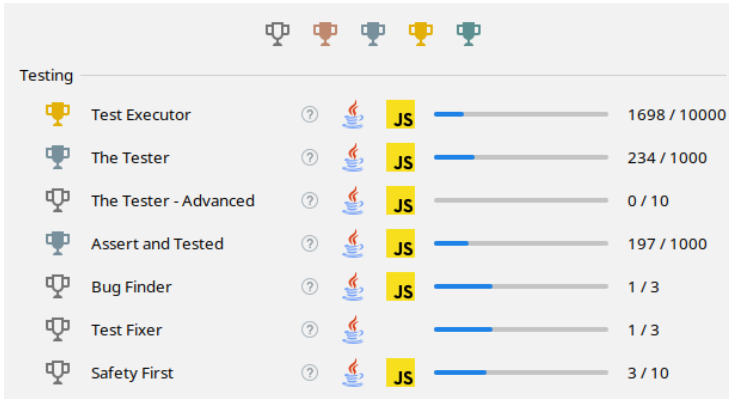 Testing
Test Executor ? JS 1698 / 10000
The Tester ? JS 234 / 1000
The Tester - Advanced ? JS 0 / 10
Assert and Tested ? JS 197 / 1000
Bug Finder ? JS 1 / 3
Test Fixer ? 1 / 3
Safety First ? JS 3 / 10